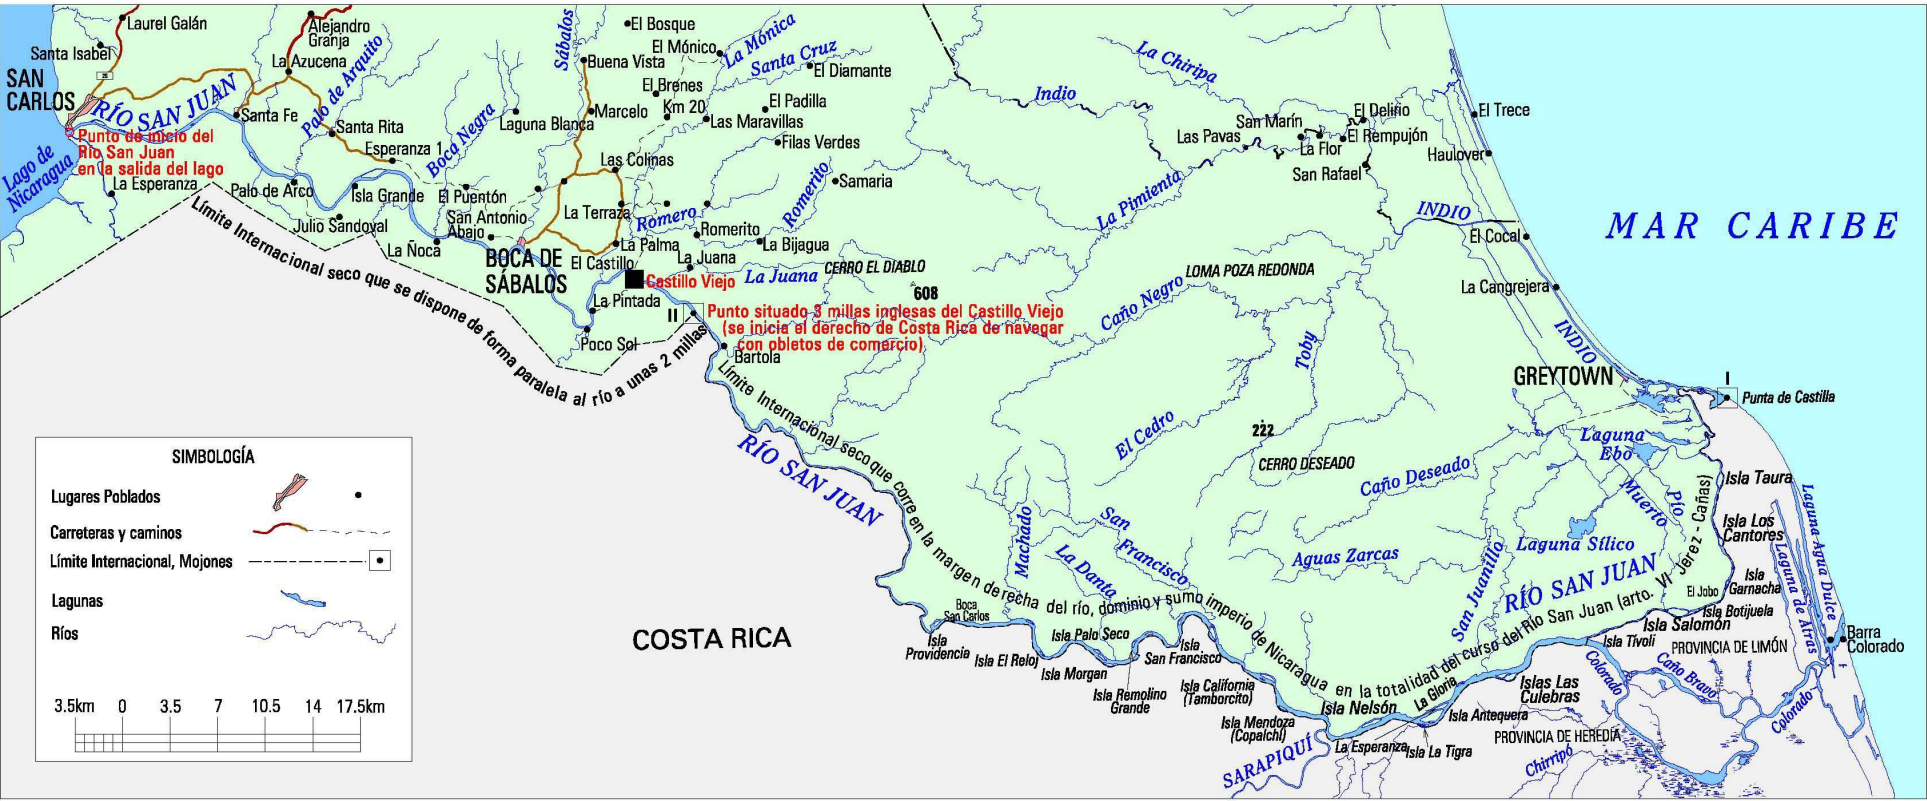 Laurel Galán
Alejandro
Granja
Santa Isabel
La Azucena
SAN
CARLOS
RÍO SAN JUAN
Palo de Arquito
Santa Fe
Santa Rita
Esperanza 1
Punto de inicio del
Río San Juan
en la salida del lago
Lago de
Nicaragua
La Esperanza
Palo de Arco
Isla Grande
Julio Sandoval
La Ñoca
Boca Negra
El Puentón
San Antonio
Abajo
BOCA DE
SÁBALOS
Sábalos
El Bosque
Buena Vista
El Mónico
La Mónica
Santa Cruz
El Diamante
El Brenes
Km 20
El Padilla
Marcelo
Laguna Blanca
Las Maravillas
Filas Verdes
Las Colinas
Samaria
La Terraza
Romero
Romerito
Romerito
La Bijagua
La Palma
El Castillo
La Juana
La Juana
CERRO EL DIABLO
608
Castillo Viejo
La Pintada
II
Punto situado 3 millas inglesas del Castillo Viejo
(se inicia el derecho de Costa Rica de navegar
con obletos de comercio)
Poco Sol
Bartola
Límite Internacional seco que se dispone de forma paralela al río a unas 2 millas
Límite Internacional seco que corre en la margen derecha del río, dominio y sumo imperio de Nicaragua en la totalidad del curso del Río San Juan (arto. VI Jerez - Cañas)
RÍO SAN JUAN
La Chiripa
Indio
Las Pavas
San Marín
La Flor
El Delirio
El Rempujón
San Rafael
El Trece
Haulover
La Pimienta
INDIO
El Cocal
MAR CARIBE
LOMA POZA REDONDA
Caño Negro
La Cangrejera
INDIO
Toby
GREYTOWN
I
Punta de Castilla
El Cedro
222
CERRO DESEADO
Caño Deseado
Laguna
Ebo
Muerto
Pío
Isla Taura
Laguna Agua Dulce
Isla Los
Cantores
Laguna Sílico
Laguna de Atras
Machado
San
Francisco
La Danta
Aguas Zarcas
San Juanillo
RÍO SAN JUAN
El Jobo
Isla
Garnacha
Isla Botijuela
Isla Salomón
Isla Tívoli
PROVINCIA DE LIMÓN
Barra
Colorado
Boca
San Carlos
Isla
Providencia
Isla El Reloj
Isla Palo Seco
Isla Morgan
Isla Remolino
Grande
Isla
San Francisco
Isla California
(Tamborcito)
Isla Mendoza
(Copalchí)
Isla Nelsón
La Gloria
Islas Las
Culebras
Isla Antequera
La Esperanza
Isla La Tigra
SARAPIQUÍ
PROVINCIA DE HEREDIA
Chirripó
Colorado
Caño Bravo
Colorado
COSTA RICA
SIMBOLOGÍA
Lugares Poblados
Carreteras y caminos
Límite Internacional, Mojones
Lagunas
Ríos
3.5km 0 3.5 7 10.5 14 17.5km